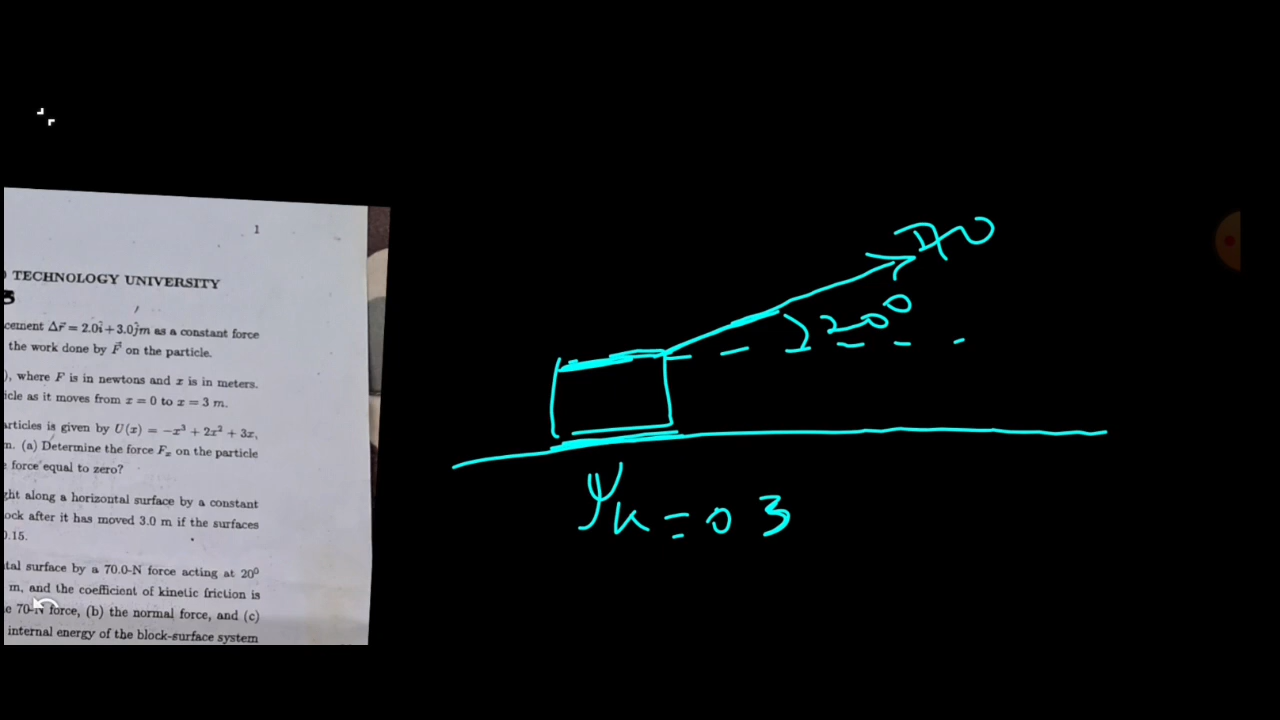 1
TECHNOLOGY UNIVERSITY
3
cement Δr⃗ = 2.0î + 3.0ĵm as a constant force
the work done by F⃗ on the particle.
), where F is in newtons and x is in meters.
icle as it moves from x = 0 to x = 3 m.
articles is given by U(x) = −x³ + 2x² + 3x,
m. (a) Determine the force Fₓ on the particle
force equal to zero?
ght along a horizontal surface by a constant
ock after it has moved 3.0 m if the surfaces
0.15.
tal surface by a 70.0-N force acting at 20⁰
m, and the coefficient of kinetic friction is
e 70-N force, (b) the normal force, and (c)
internal energy of the block-surface system
70
20⁰
μk = 0 3